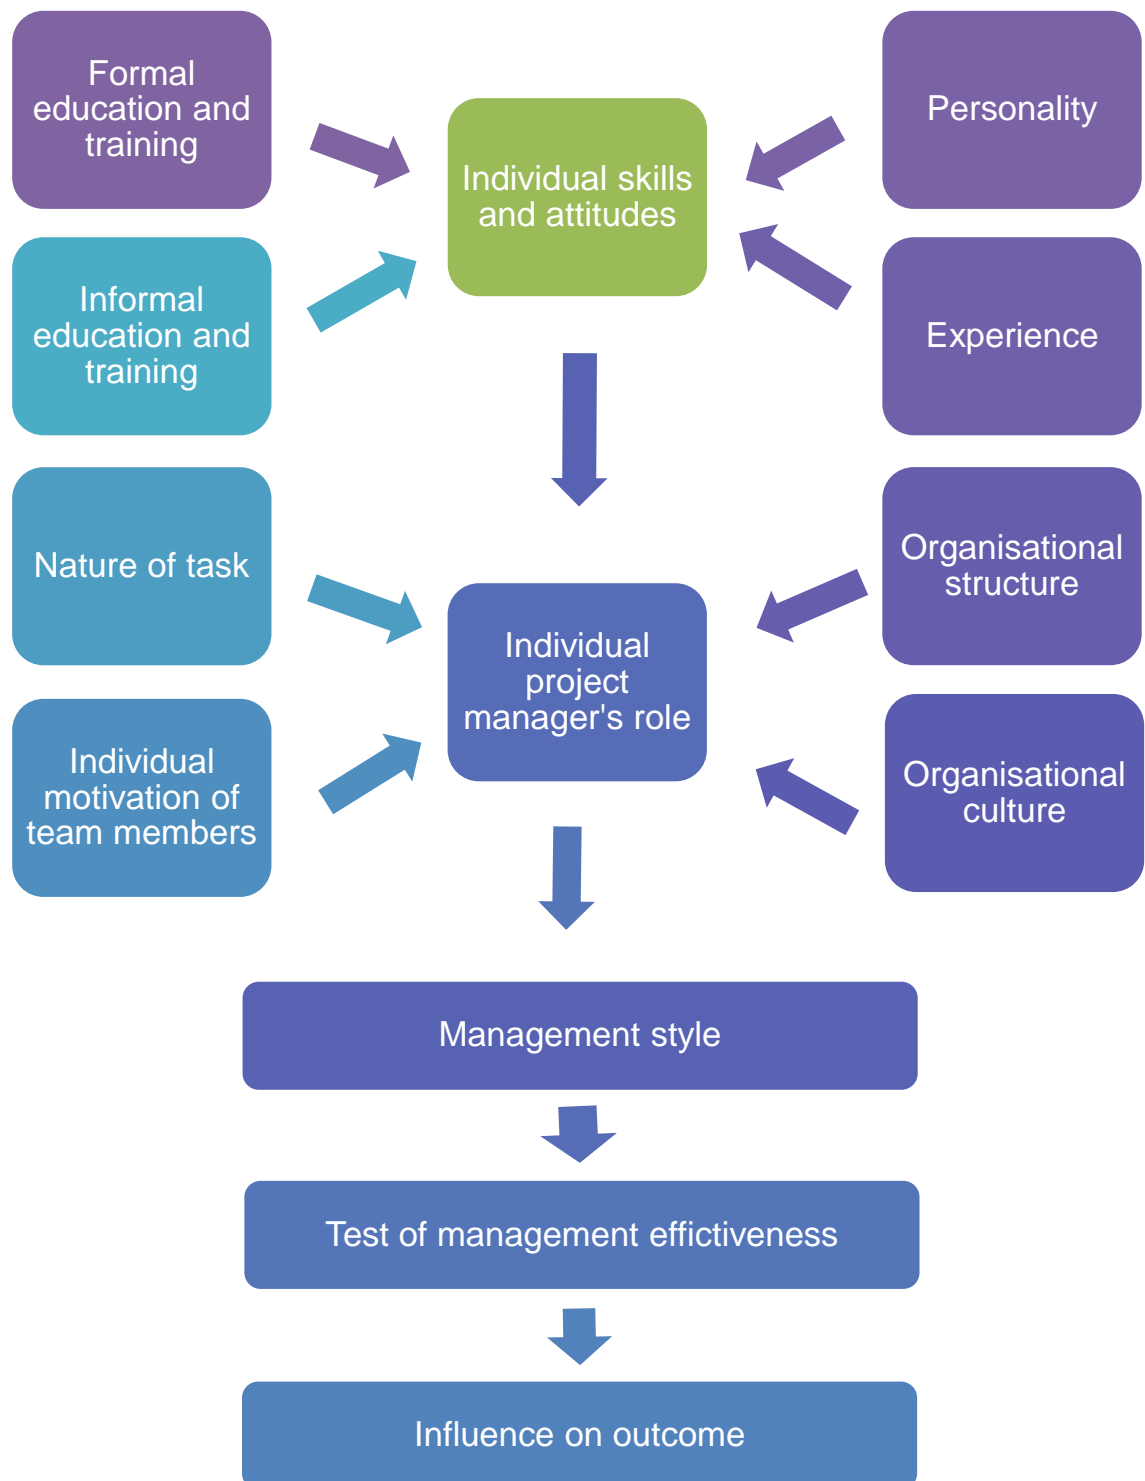 Formal
education and
training
Individual skills
and attitudes
Personality
Informal
education and
training
Experience
Nature of task
Organisational
structure
Individual
project
manager's role
Individual
motivation of
team members
Organisational
culture
Management style
Test of management effictiveness
Influence on outcome